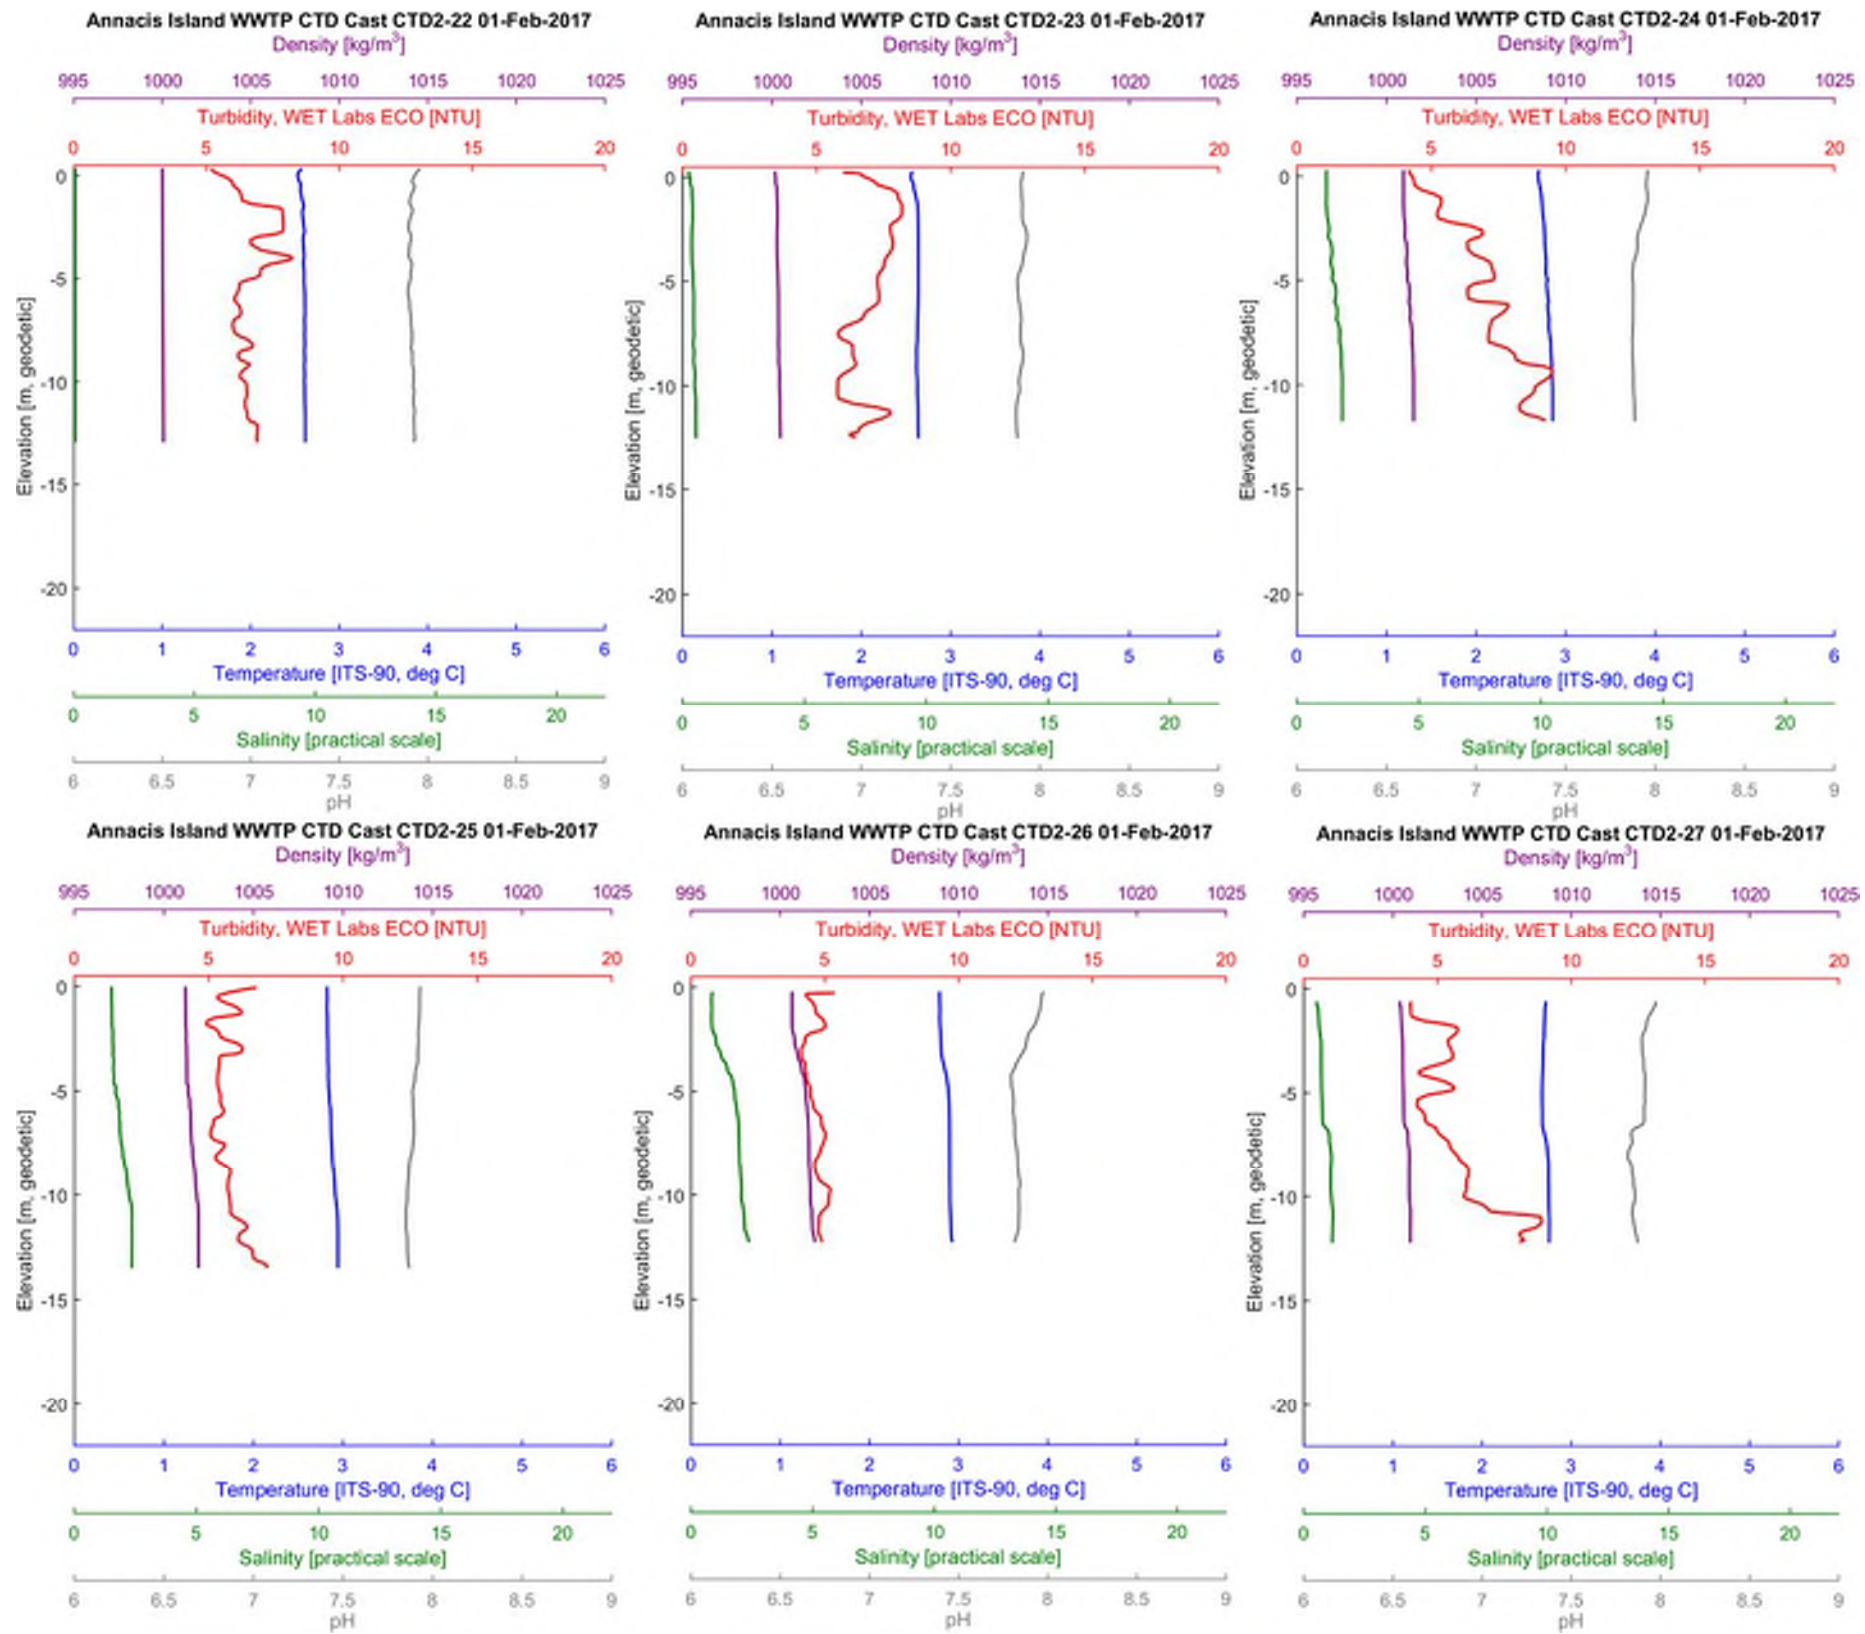 Annacis Island WWTP CTD Cast CTD2-22 01-Feb-2017
Density [kg/m³]
995 1000 1005 1010 1015 1020 1025
Turbidity, WET Labs ECO [NTU]
0 5 10 15 20
0
-5
-10
-15
-20
Elevation [m, geodetic]
0 1 2 3 4 5 6
Temperature [ITS-90, deg C]
0 5 10 15 20
Salinity [practical scale]
6 6.5 7 7.5 8 8.5 9
pH
Annacis Island WWTP CTD Cast CTD2-23 01-Feb-2017
Density [kg/m³]
995 1000 1005 1010 1015 1020 1025
Turbidity, WET Labs ECO [NTU]
0 5 10 15 20
0
-5
-10
-15
-20
Elevation [m, geodetic]
0 1 2 3 4 5 6
Temperature [ITS-90, deg C]
0 5 10 15 20
Salinity [practical scale]
6 6.5 7 7.5 8 8.5 9
pH
Annacis Island WWTP CTD Cast CTD2-24 01-Feb-2017
Density [kg/m³]
995 1000 1005 1010 1015 1020 1025
Turbidity, WET Labs ECO [NTU]
0 5 10 15 20
0
-5
-10
-15
-20
Elevation [m, geodetic]
0 1 2 3 4 5 6
Temperature [ITS-90, deg C]
0 5 10 15 20
Salinity [practical scale]
6 6.5 7 7.5 8 8.5 9
pH
Annacis Island WWTP CTD Cast CTD2-25 01-Feb-2017
Density [kg/m³]
995 1000 1005 1010 1015 1020 1025
Turbidity, WET Labs ECO [NTU]
0 5 10 15 20
0
-5
-10
-15
-20
Elevation [m, geodetic]
0 1 2 3 4 5 6
Temperature [ITS-90, deg C]
0 5 10 15 20
Salinity [practical scale]
6 6.5 7 7.5 8 8.5 9
pH
Annacis Island WWTP CTD Cast CTD2-26 01-Feb-2017
Density [kg/m³]
995 1000 1005 1010 1015 1020 1025
Turbidity, WET Labs ECO [NTU]
0 5 10 15 20
0
-5
-10
-15
-20
Elevation [m, geodetic]
0 1 2 3 4 5 6
Temperature [ITS-90, deg C]
0 5 10 15 20
Salinity [practical scale]
6 6.5 7 7.5 8 8.5 9
pH
Annacis Island WWTP CTD Cast CTD2-27 01-Feb-2017
Density [kg/m³]
995 1000 1005 1010 1015 1020 1025
Turbidity, WET Labs ECO [NTU]
0 5 10 15 20
0
-5
-10
-15
-20
Elevation [m, geodetic]
0 1 2 3 4 5 6
Temperature [ITS-90, deg C]
0 5 10 15 20
Salinity [practical scale]
6 6.5 7 7.5 8 8.5 9
pH